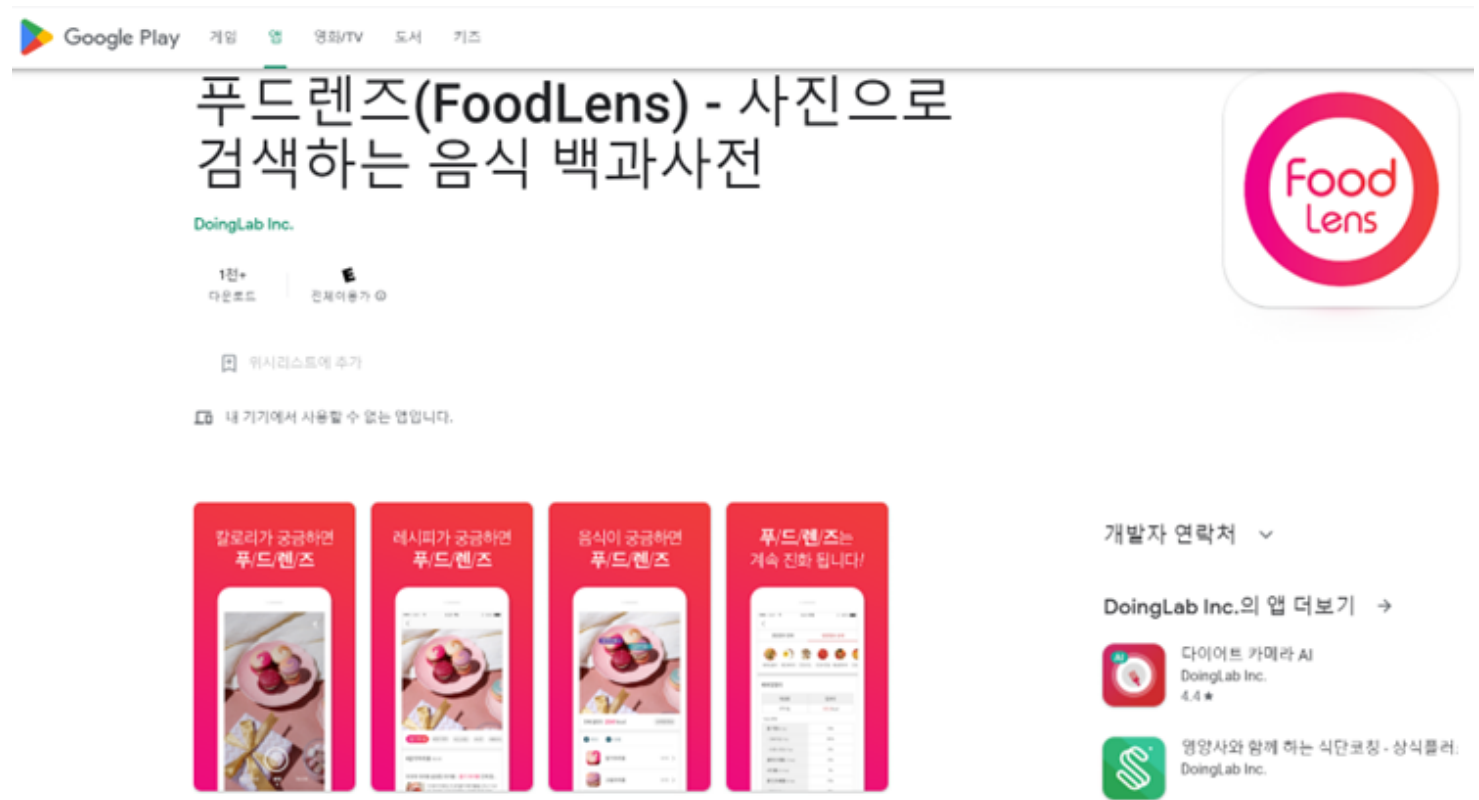 Google Play 게임 앱 영화/TV 도서 키즈
푸드렌즈(FoodLens) - 사진으로
검색하는 음식 백과사전
Food
Lens
DoingLab Inc.
1천+
다운로드
전체이용가
위시리스트에 추가
내 기기에서 사용할 수 없는 앱입니다.
칼로리가 궁금하면
푸/드/렌/즈
레시피가 궁금하면
푸/드/렌/즈
음식이 궁금하면
푸/드/렌/즈
푸/드/렌/즈는
계속 진화 됩니다!
개발자 연락처
DoingLab Inc.의 앱 더보기
AI
다이어트 카메라 AI
DoingLab Inc.
4.4★
영양사와 함께 하는 식단코칭 - 상식플러
DoingLab Inc.